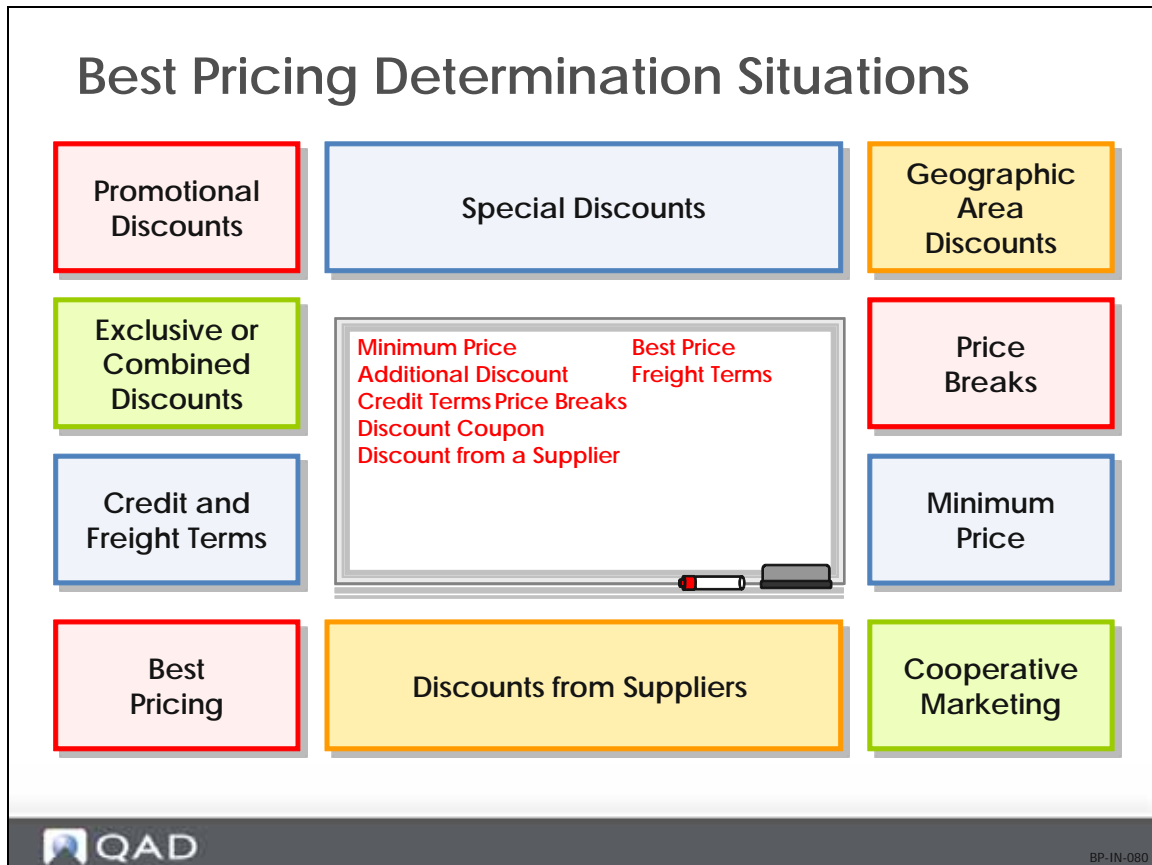 Best Pricing Determination Situations
Promotional
Discounts
Special Discounts
Geographic
Area
Discounts
Exclusive or
Combined
Discounts
Minimum Price Best Price
Additional Discount Freight Terms
Credit Terms Price Breaks
Discount Coupon
Discount from a Supplier
Price
Breaks
Credit and
Freight Terms
Minimum
Price
Best
Pricing
Discounts from Suppliers
Cooperative
Marketing
QAD
BP-IN-080